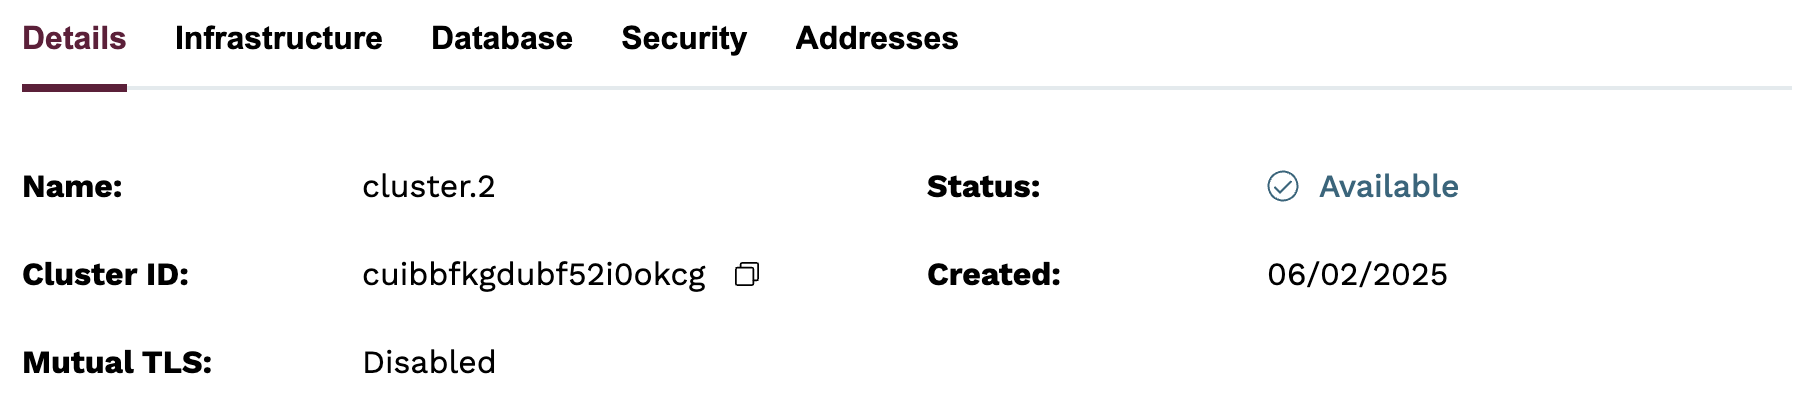 Details Infrastructure Database Security Addresses
Name: cluster.2 Status: Available
Cluster ID: cuibbfkgdubf52i0okcg Created: 06/02/2025
Mutual TLS: Disabled